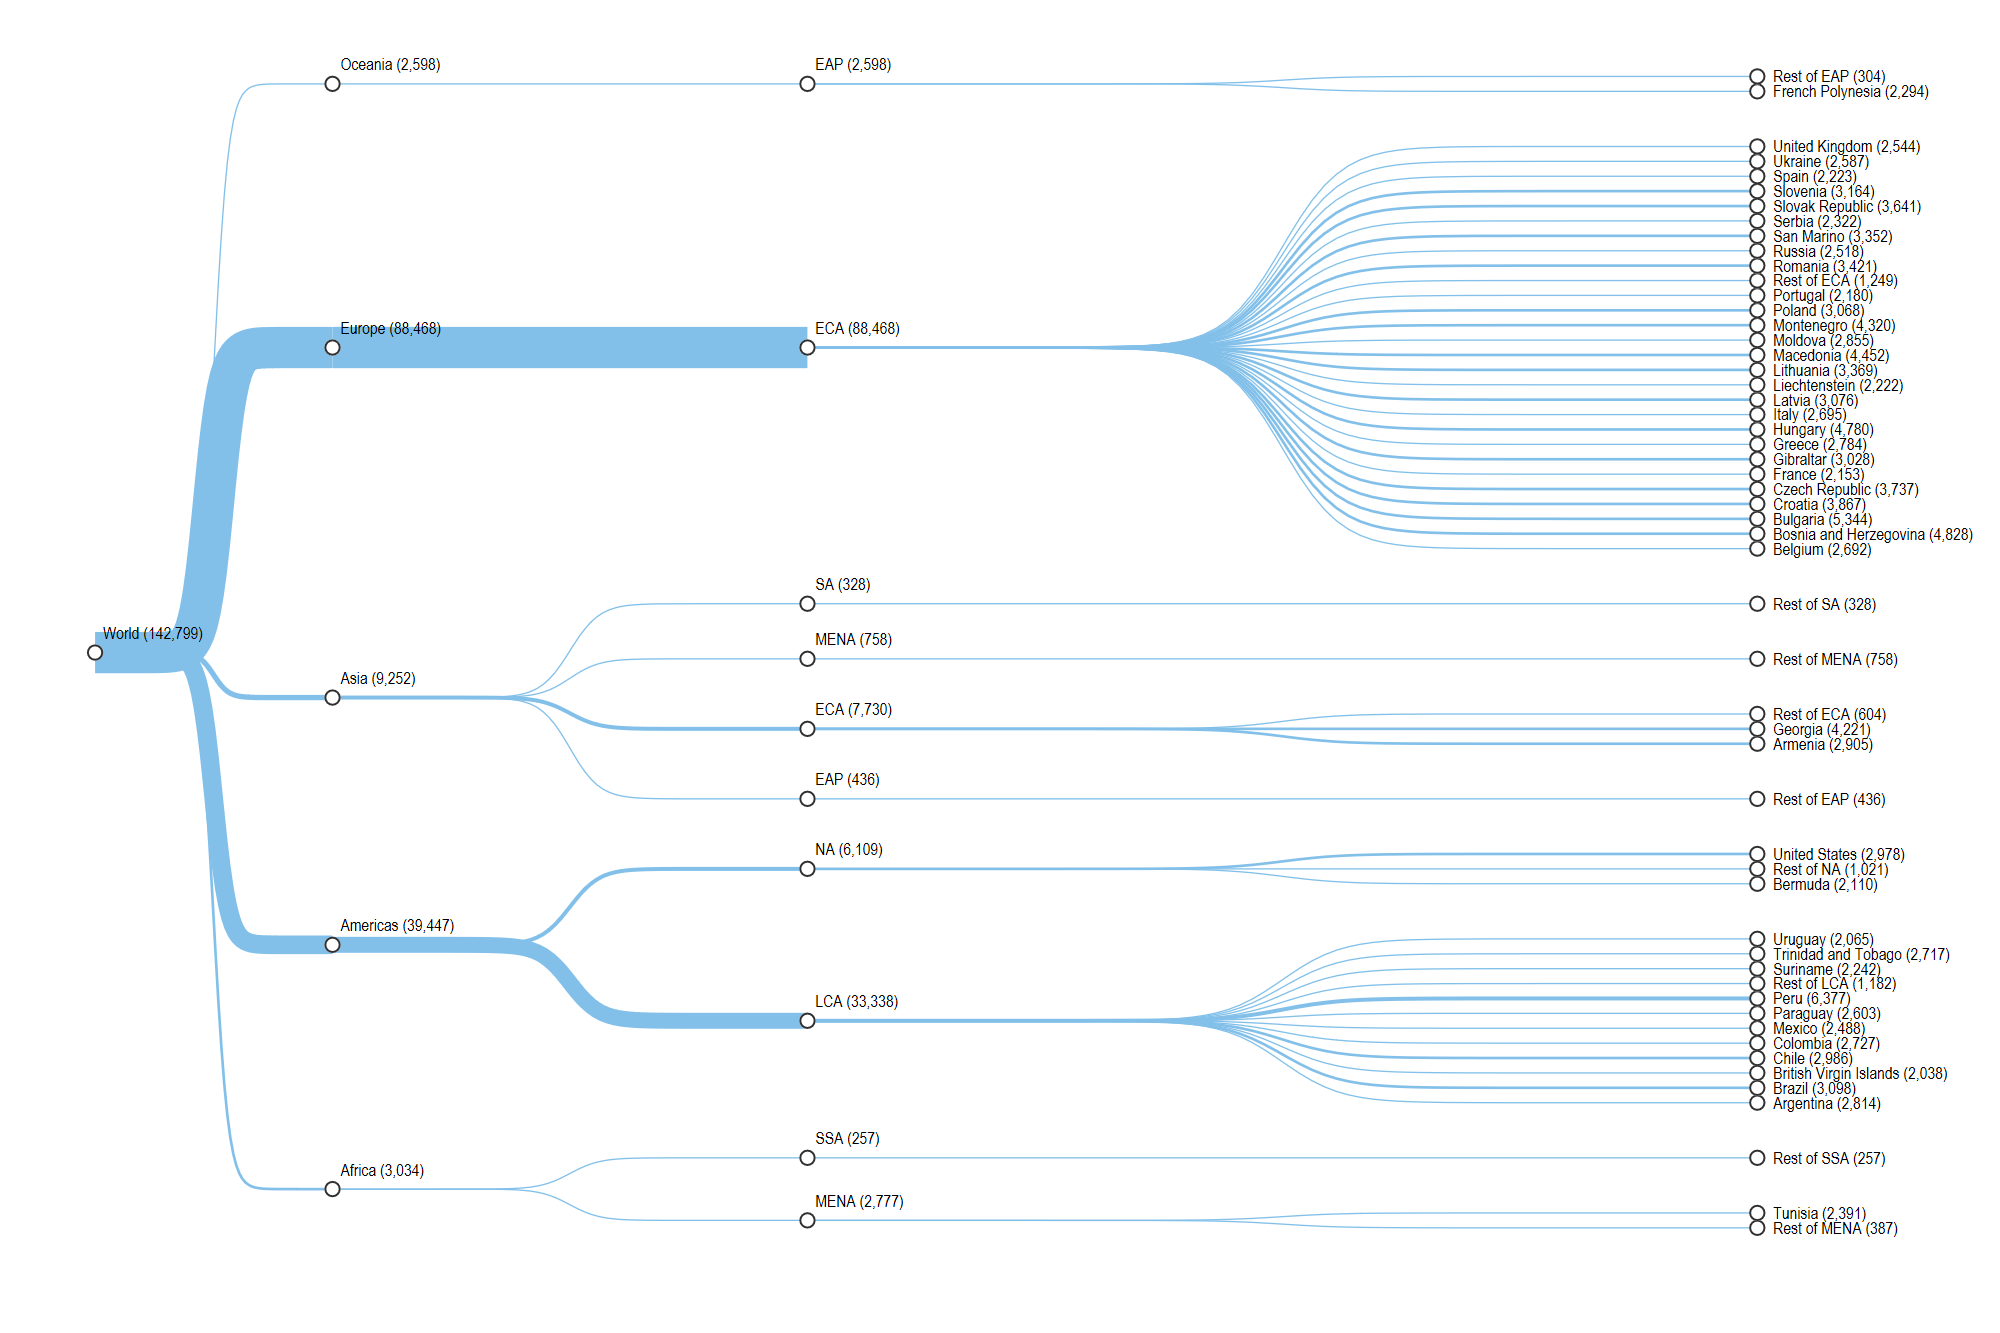 Oceania (2,598)
EAP (2,598)
Rest of EAP (304)
French Polynesia (2,294)
United Kingdom (2,544)
Ukraine (2,587)
Spain (2,223)
Slovenia (3,164)
Slovak Republic (3,641)
Serbia (2,322)
San Marino (3,352)
Russia (2,518)
Romania (3,421)
Rest of ECA (1,249)
Portugal (2,180)
Poland (3,068)
Europe (88,468)
ECA (88,468)
Montenegro (4,320)
Moldova (2,855)
Macedonia (4,452)
Lithuania (3,369)
Liechtenstein (2,222)
Latvia (3,076)
Italy (2,695)
Hungary (4,780)
Greece (2,784)
Gibraltar (3,028)
France (2,153)
Czech Republic (3,737)
Croatia (3,867)
Bulgaria (5,344)
Bosnia and Herzegovina (4,828)
Belgium (2,692)
SA (328)
Rest of SA (328)
World (142,799)
MENA (758)
Rest of MENA (758)
Asia (9,252)
ECA (7,730)
Rest of ECA (604)
Georgia (4,221)
Armenia (2,905)
EAP (436)
Rest of EAP (436)
NA (6,109)
United States (2,978)
Rest of NA (1,021)
Bermuda (2,110)
Americas (39,447)
Uruguay (2,065)
Trinidad and Tobago (2,717)
Suriname (2,242)
Rest of LCA (1,182)
LCA (33,338)
Peru (6,377)
Paraguay (2,603)
Mexico (2,488)
Colombia (2,727)
Chile (2,986)
British Virgin Islands (2,038)
Brazil (3,098)
Argentina (2,814)
SSA (257)
Rest of SSA (257)
Africa (3,034)
MENA (2,777)
Tunisia (2,391)
Rest of MENA (387)